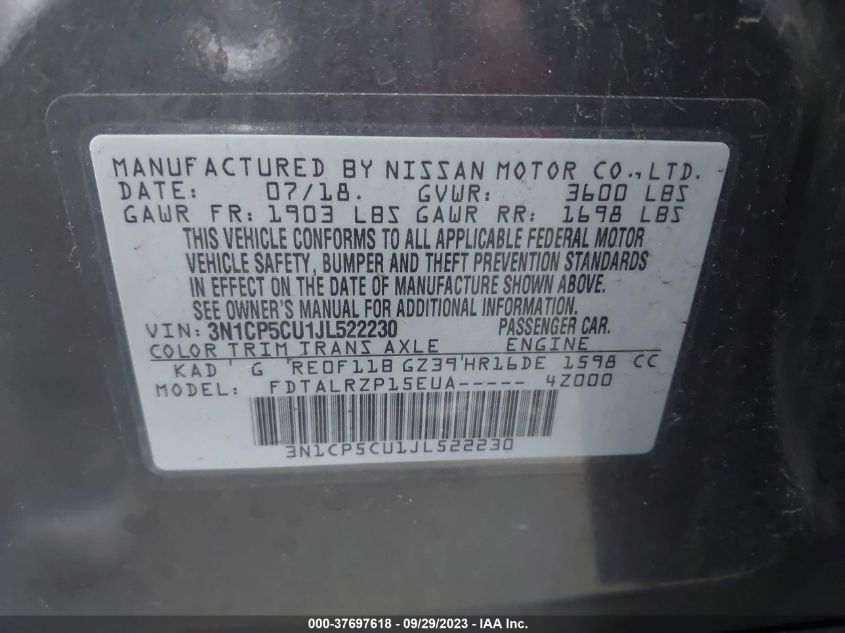 MANUFACTURED BY NISSAN MOTOR CO.,LTD.
DATE: 07/18. GVWR: 3600 LBS
GAWR FR: 1903 LBS GAWR RR: 1698 LBS
THIS VEHICLE CONFORMS TO ALL APPLICABLE FEDERAL MOTOR
VEHICLE SAFETY, BUMPER AND THEFT PREVENTION STANDARDS
IN EFFECT ON THE DATE OF MANUFACTURE SHOWN ABOVE.
SEE OWNER'S MANUAL FOR ADDITIONAL INFORMATION.
VIN: 3N1CP5CU1JL522230 PASSENGER CAR.
COLOR TRIM TRANS AXLE ENGINE
KAD G RE0F11B GZ39 HR16DE 1598 CC
MODEL: FDTALRZP15EUA----- 4Z000
3N1CP5CU1JL522230
000-37697618 - 09/29/2023 - IAA Inc.